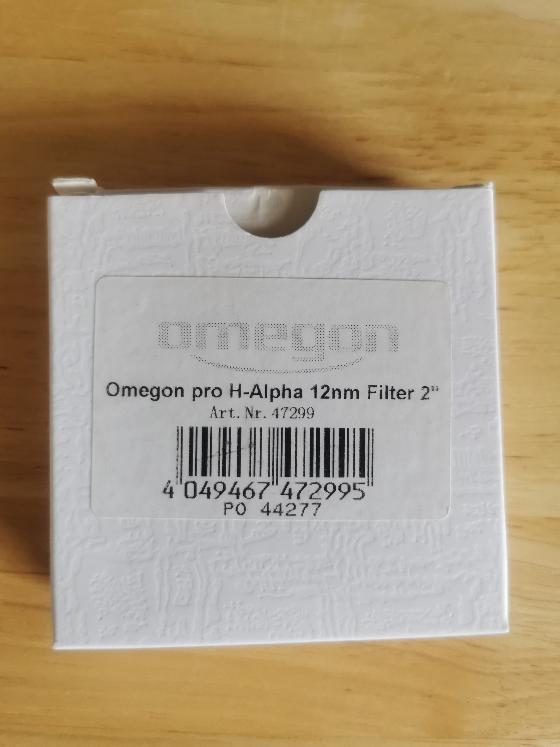 omegon
Omegon pro H-Alpha 12nm Filter 2"
Art.Nr.47299
4 049467 472995
PO 44277